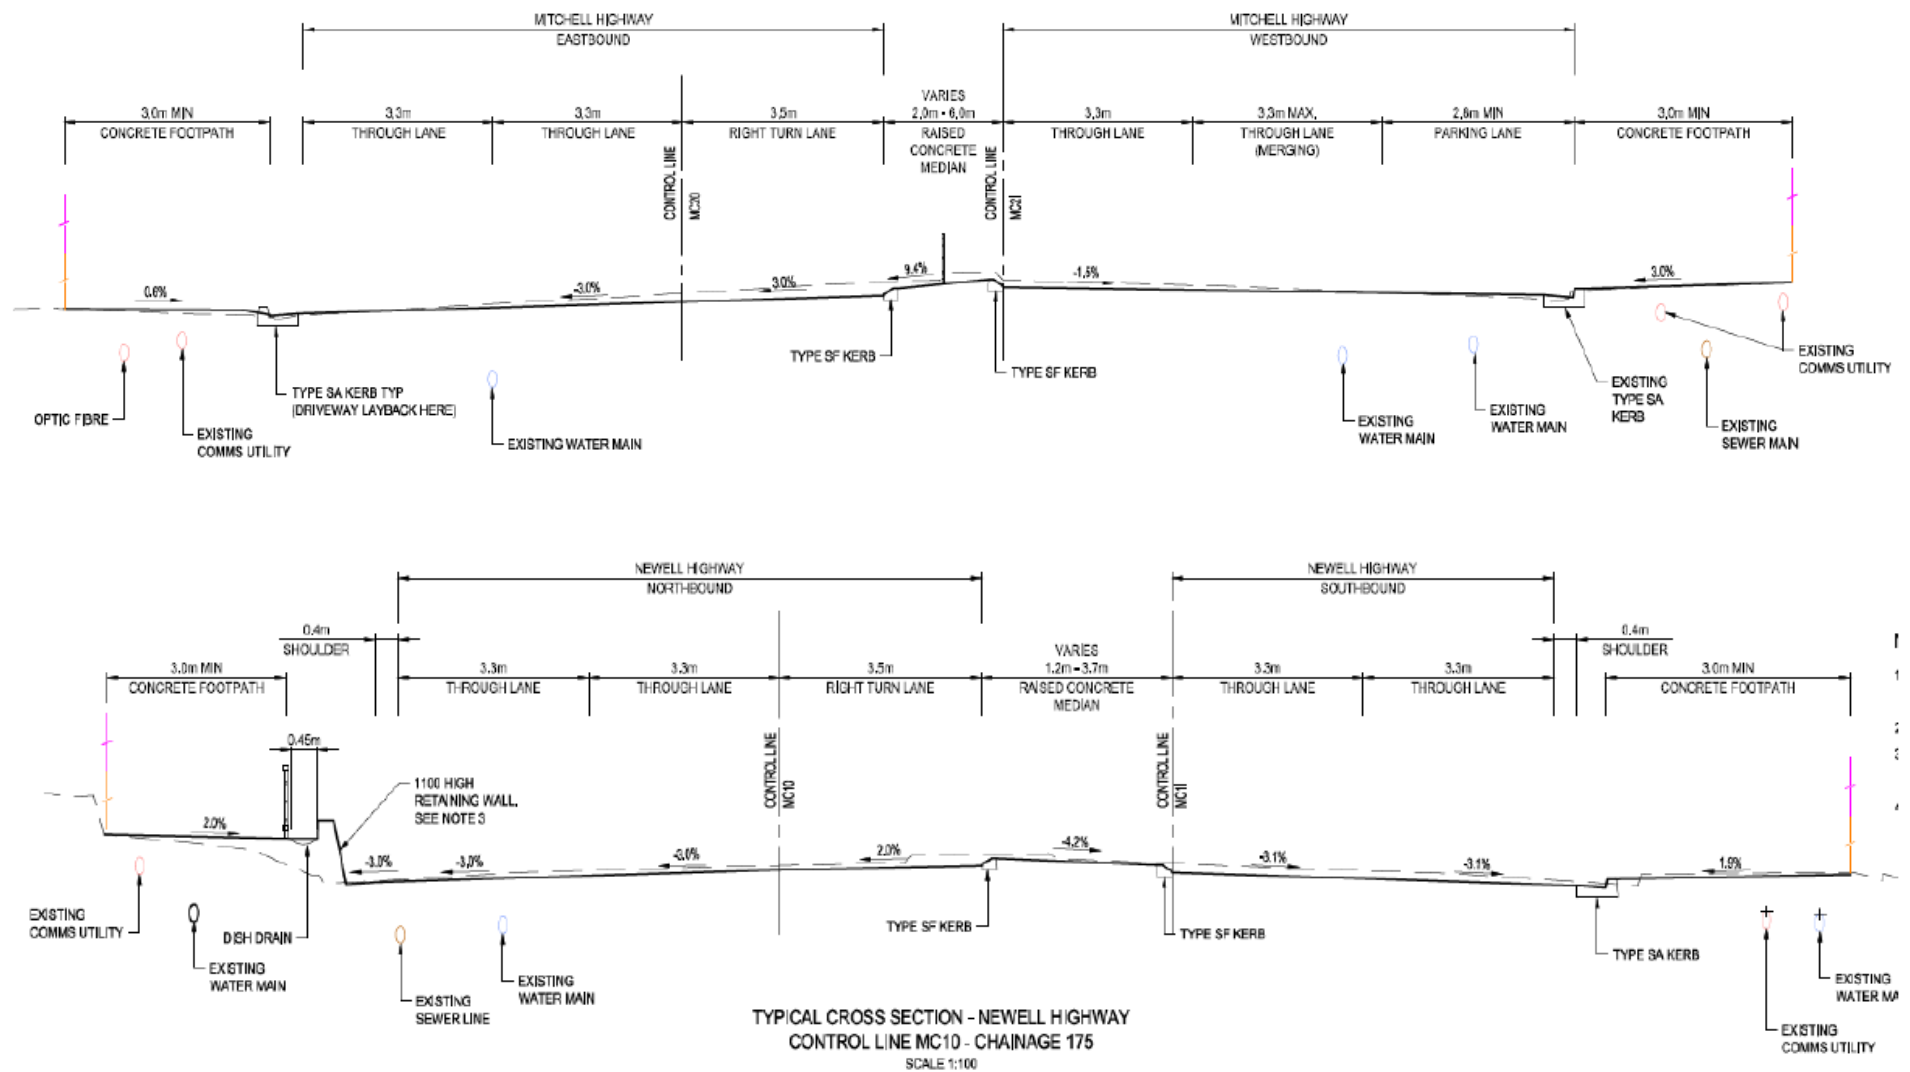 MITCHELL HIGHWAY
EASTBOUND
MITCHELL HIGHWAY
WESTBOUND
3.0m MIN
CONCRETE FOOTPATH
3.3m
THROUGH LANE
3.3m
THROUGH LANE
3.5m
RIGHT TURN LANE
VARIES
2.0m - 6.0m
RAISED
CONCRETE
MEDIAN
3.3m
THROUGH LANE
3.3m MAX.
THROUGH LANE
(MERGING)
2.8m MIN
PARKING LANE
3.0m MIN
CONCRETE FOOTPATH
CONTROL LINE
MC20
CONTROL LINE
MC21
0.6%
-3.0%
3.0%
9.4%
-1.5%
3.0%
TYPE SF KERB
TYPE SF KERB
OPTIC FIBRE
EXISTING
COMMS UTILITY
TYPE SA KERB TYP
(DRIVEWAY LAYBACK HERE)
EXISTING WATER MAIN
EXISTING
WATER MAIN
EXISTING
WATER MAIN
EXISTING
TYPE SA
KERB
EXISTING
SEWER MAIN
EXISTING
COMMS UTILITY
NEWELL HIGHWAY
NORTHBOUND
NEWELL HIGHWAY
SOUTHBOUND
0.4m
SHOULDER
0.4m
SHOULDER
3.0m MIN
CONCRETE FOOTPATH
3.3m
THROUGH LANE
3.3m
THROUGH LANE
3.5m
RIGHT TURN LANE
VARIES
1.2m - 3.7m
RAISED CONCRETE
MEDIAN
3.3m
THROUGH LANE
3.3m
THROUGH LANE
3.0m MIN
CONCRETE FOOTPATH
1
2
3
4
0.45m
1100 HIGH
RETAINING WALL.
SEE NOTE 3
CONTROL LINE
MC10
CONTROL LINE
MC11
2.0%
-3.0%
-3.0%
-3.0%
2.0%
-4.2%
-3.1%
-3.1%
1.9%
EXISTING
COMMS UTILITY
EXISTING
WATER MAIN
DISH DRAIN
EXISTING
SEWER LINE
EXISTING
WATER MAIN
TYPE SF KERB
TYPE SF KERB
TYPE SA KERB
EXISTING
WATER MA
EXISTING
COMMS UTILITY
TYPICAL CROSS SECTION - NEWELL HIGHWAY
CONTROL LINE MC10 - CHAINAGE 175
SCALE 1:100